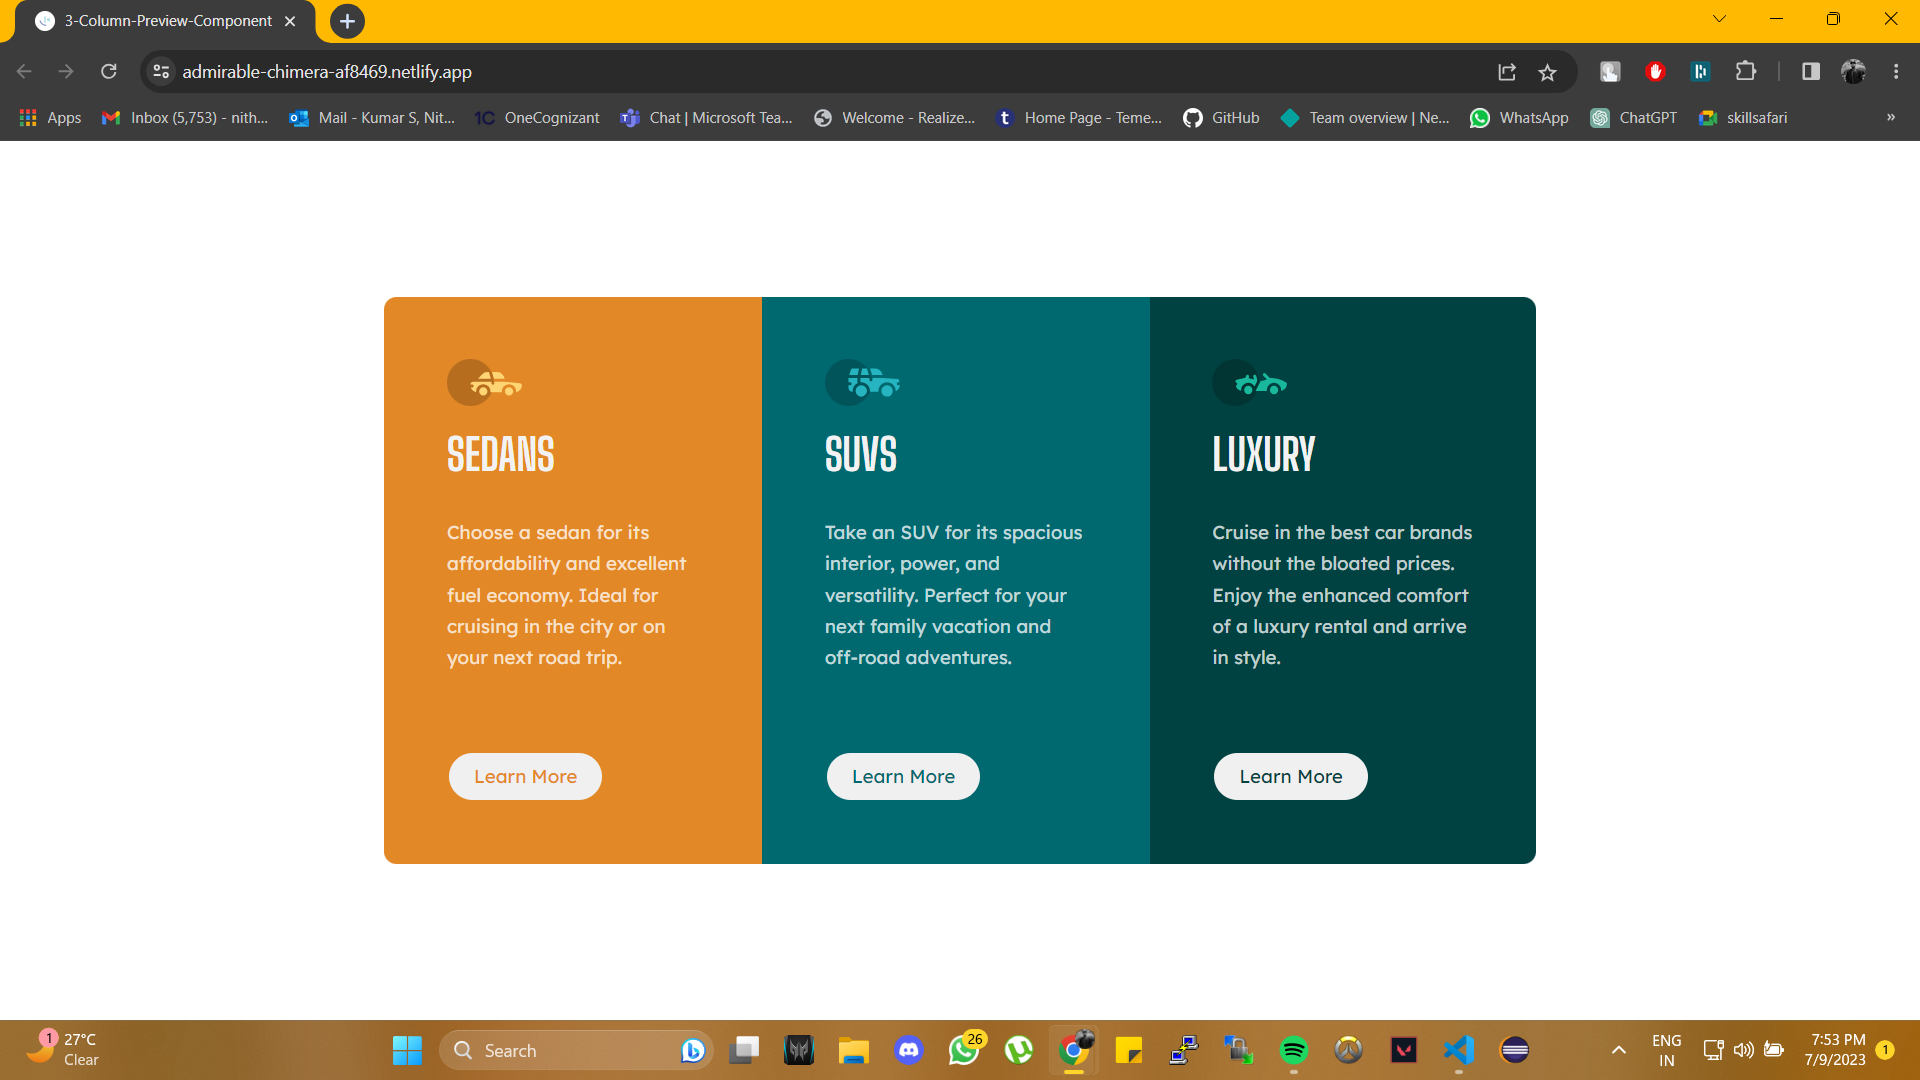 3-Column-Preview-Component
admirable-chimera-af8469.netlify.app
Apps
Inbox (5,753) - nith...
Mail - Kumar S, Nit...
1C OneCognizant
Chat | Microsoft Tea...
Welcome - Realize...
t Home Page - Teme...
GitHub
Team overview | Ne...
WhatsApp
ChatGPT
skillsafari
»
SEDANS
Choose a sedan for its
affordability and excellent
fuel economy. Ideal for
cruising in the city or on
your next road trip.
Learn More
SUVS
Take an SUV for its spacious
interior, power, and
versatility. Perfect for your
next family vacation and
off-road adventures.
Learn More
LUXURY
Cruise in the best car brands
without the bloated prices.
Enjoy the enhanced comfort
of a luxury rental and arrive
in style.
Learn More
1
27°C
Clear
Search
26
ENG
IN
7:53 PM
7/9/2023
1